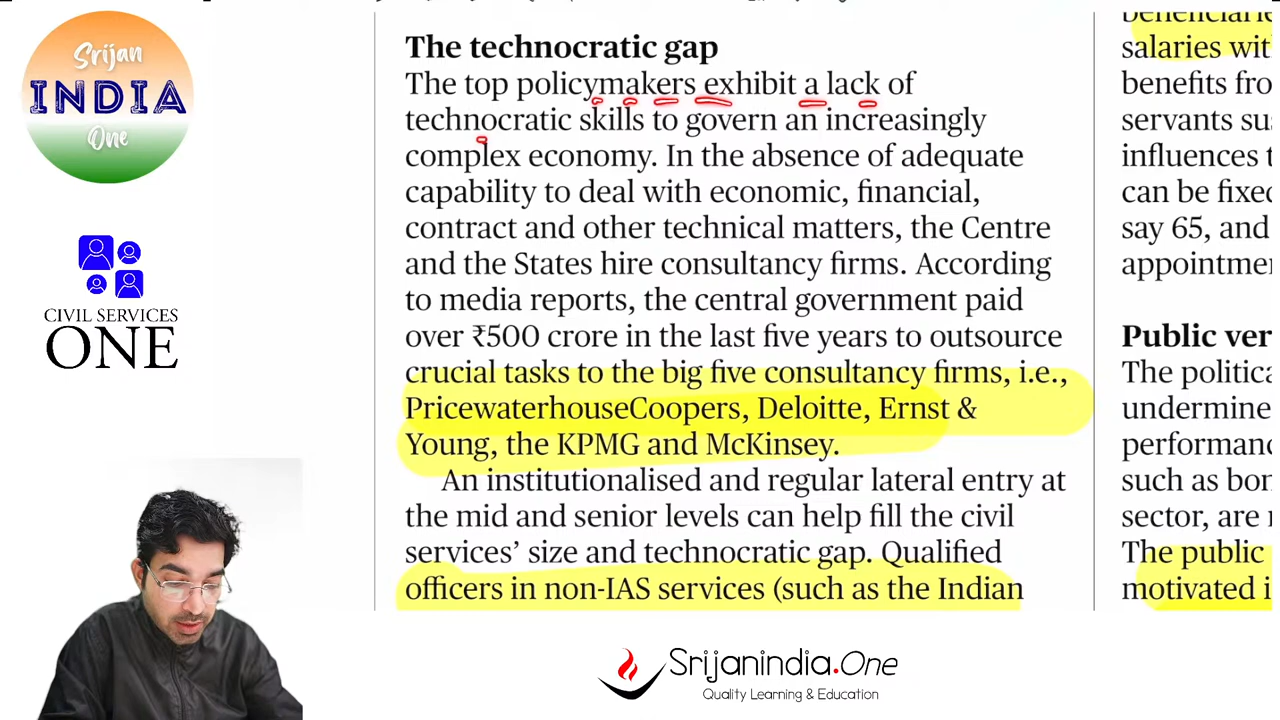 Srijan
INDIA
One
CIVIL SERVICES
ONE
The technocratic gap
The top policymakers exhibit a lack of
technocratic skills to govern an increasingly
complex economy. In the absence of adequate
capability to deal with economic, financial,
contract and other technical matters, the Centre
and the States hire consultancy firms. According
to media reports, the central government paid
over ₹500 crore in the last five years to outsource
crucial tasks to the big five consultancy firms, i.e.,
PricewaterhouseCoopers, Deloitte, Ernst &
Young, the KPMG and McKinsey.
An institutionalised and regular lateral entry at
the mid and senior levels can help fill the civil
services’ size and technocratic gap. Qualified
officers in non-IAS services (such as the Indian
salaries wit
benefits fro
servants su
influences t
can be fixe
say 65, and
appointme
Public ver
The politica
undermine
performanc
such as bon
sector, are
The public
motivated i
Srijanindia.One
Quality Learning & Education